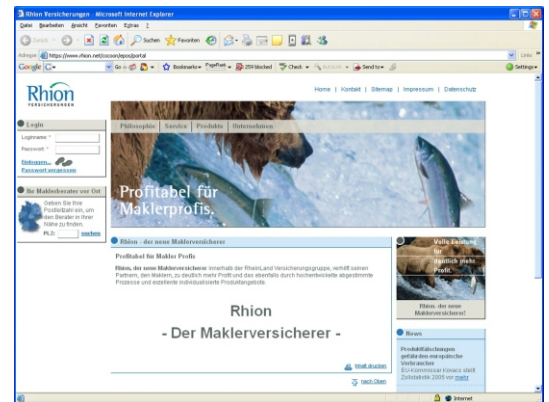 Rhion Versicherungen - Microsoft Internet Explorer
Datei Bearbeiten Ansicht Favoriten Extras ?
Zurück Suchen Favoriten
Adresse https://www.rhion.net/cocoon/epos/portal Links
Google Go Bookmarks PageRank blocked Check Send to Settings
Home | Kontakt | Sitemap | Impressum | Datenschutz
Rhion
VERSICHERUNGEN
Login
Loginname *
Passwort *
Einloggen...
Passwort vergessen
Ihr Maklerberater vor Ort
Geben Sie Ihre
Postleitzahl ein, um
den Berater in Ihrer
Nähe zu finden.
PLZ: suchen
Philosophie Service Produkte Unternehmen
Profitabel für
Maklerprofis.
Rhion - der neue Maklerversicherer
Profitabel für Makler Profis
Rhion, der neue Maklerversicherer innerhalb der RheinLand Versicherungsgruppe, verhilft seinen
Partnern, den Maklern, zu deutlich mehr Profit und das ebenfalls durch hochentwickelte abgestimmte
Prozesse und exzellente individualisierte Produktangebote.
Rhion
- Der Maklerversicherer -
Inhalt drucken
nach Oben
Volle Leistung
für
deutlich mehr
Profit.
Rhion- der neue
Maklerversicherer!
News
Produktfälschungen
gefährden europäische
Verbraucher
EU-Kommissar Kovacs stellt
Zollstatistik 2005 vor mehr
Internet